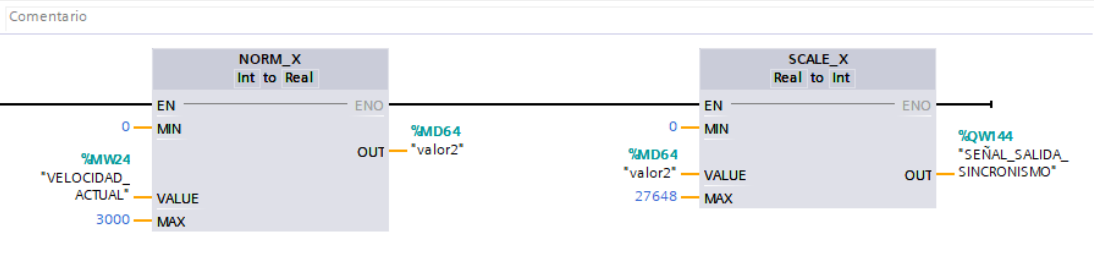 Comentario
NORM_X
Int to Real
EN
ENO
0
MIN
%MW24
"VELOCIDAD_
ACTUAL"
VALUE
3000
MAX
OUT
%MD64
"valor2"
SCALE_X
Real to Int
EN
ENO
0
MIN
%MD64
"valor2"
VALUE
27648
MAX
OUT
%QW144
"SEÑAL_SALIDA_
SINCRONISMO"